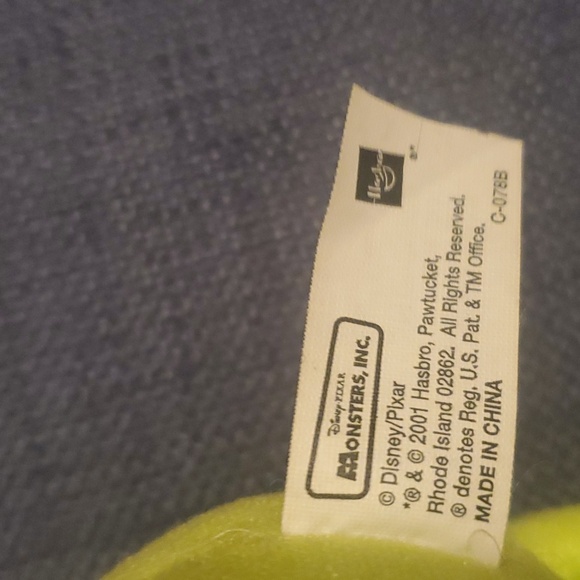 Hasbro
®*
Disney·PIXAR
MONSTERS, INC.
© Disney/Pixar
*® & © 2001 Hasbro, Pawtucket,
Rhode Island 02862. All Rights Reserved.
® denotes Reg. U.S. Pat. & TM Office.
MADE IN CHINA C-078B